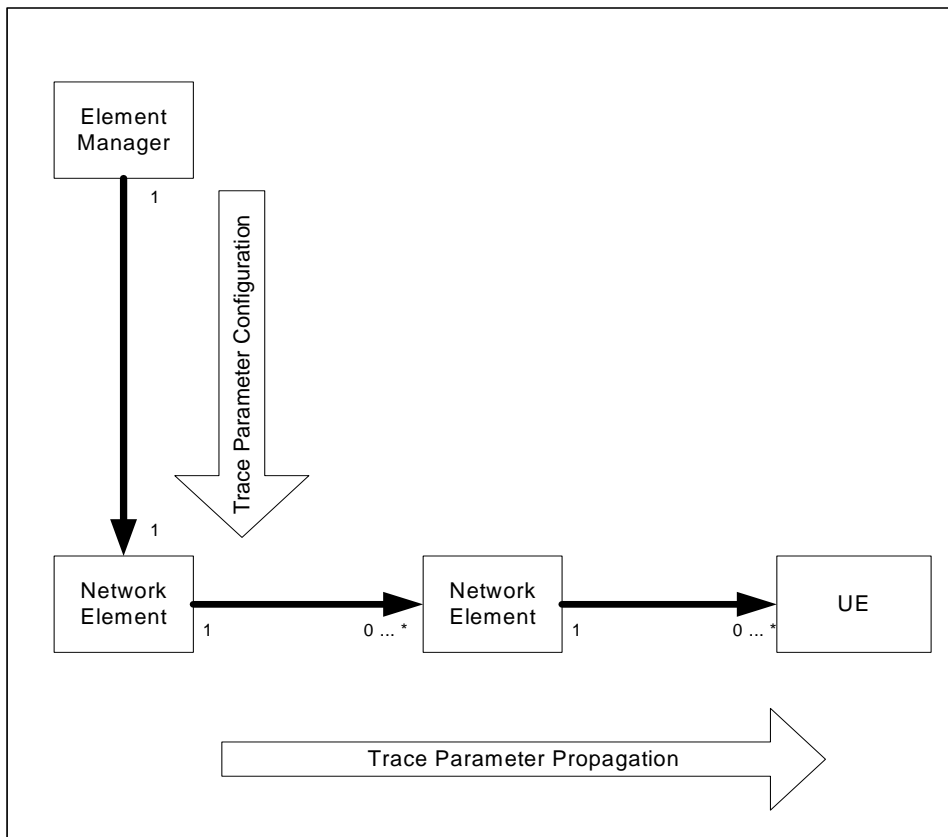 Element
Manager
1
Trace Parameter Configuration
1
Network
Element
1
0 ... *
Network
Element
1
0 ... *
UE
Trace Parameter Propagation